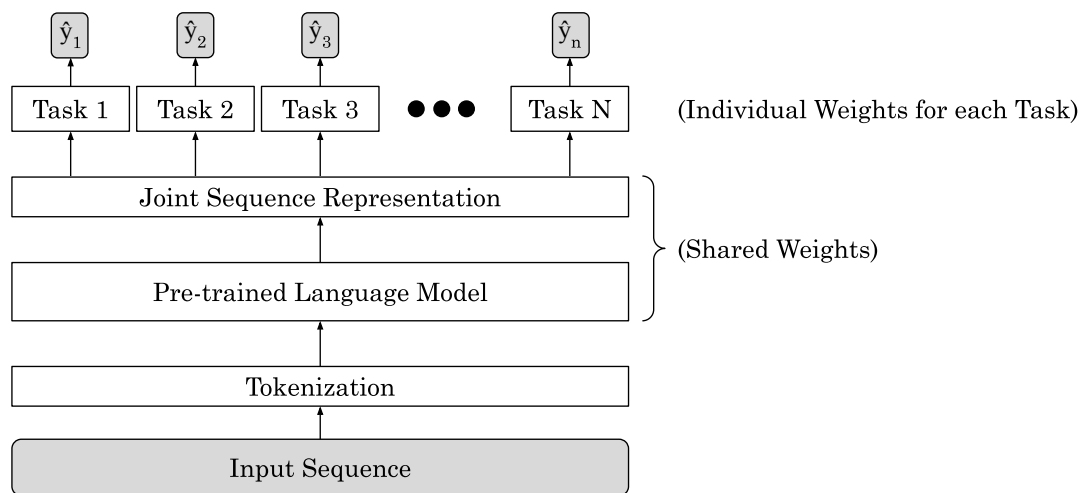 ŷ1 ŷ2 ŷ3 ŷn
Task 1 Task 2 Task 3 Task N (Individual Weights for each Task)
Joint Sequence Representation
(Shared Weights)
Pre-trained Language Model
Tokenization
Input Sequence